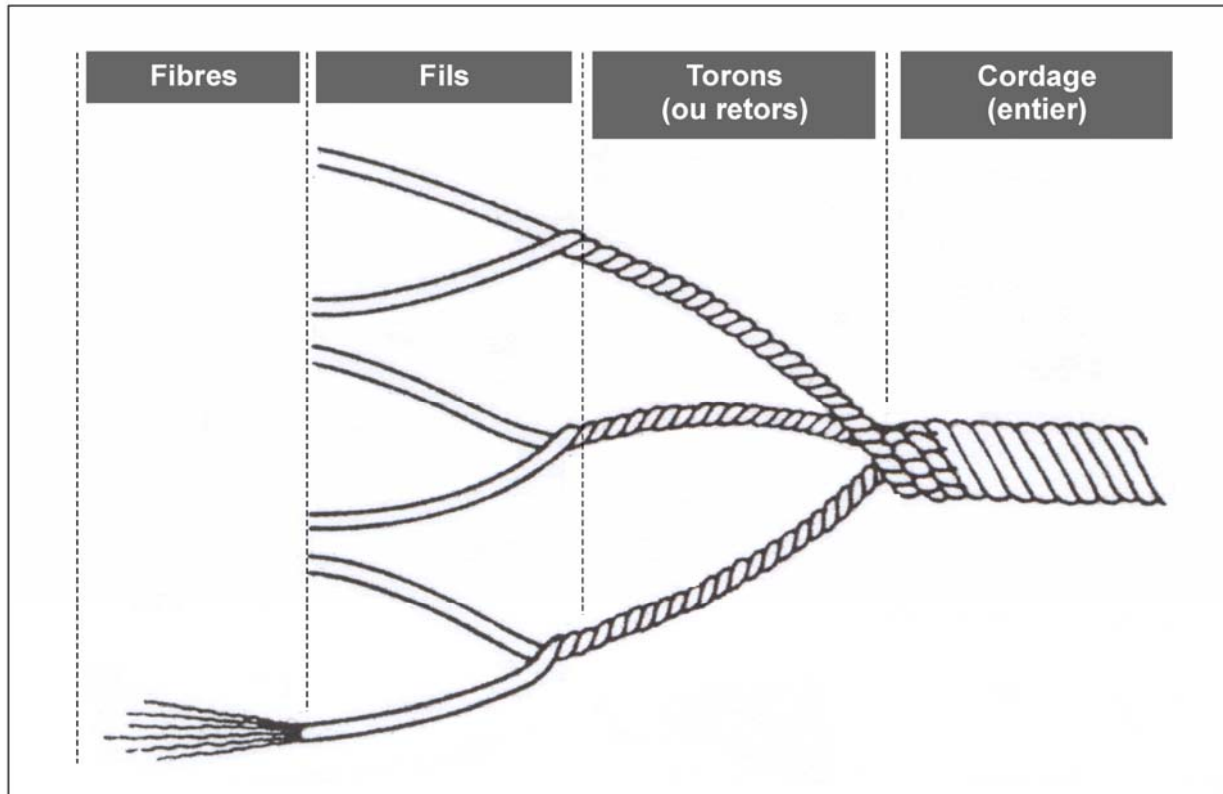 Fibres
Fils
Torons
(ou retors)
Cordage
(entier)